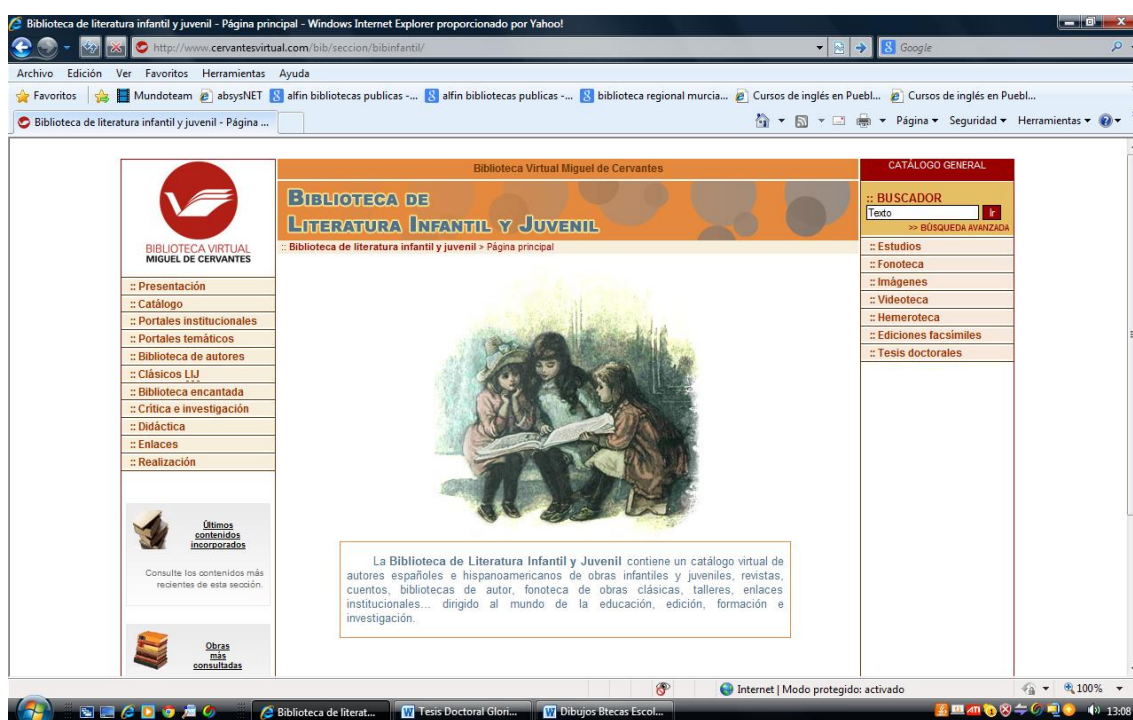 Biblioteca de literatura infantil y juvenil - Página principal - Windows Internet Explorer proporcionado por Yahoo!
http://www.cervantesvirtual.com/bib/seccion/bibinfantil/
Google
Archivo Edición Ver Favoritos Herramientas Ayuda
Favoritos Mundoteam absysNET alfin bibliotecas publicas -... alfin bibliotecas publicas -... biblioteca regional murcia... Cursos de inglés en Puebl... Cursos de inglés en Puebl...
Biblioteca de literatura infantil y juvenil - Página ...
Página Seguridad Herramientas
BIBLIOTECA VIRTUAL
MIGUEL DE CERVANTES
:: Presentación
:: Catálogo
:: Portales institucionales
:: Portales temáticos
:: Biblioteca de autores
:: Clásicos LIJ
:: Biblioteca encantada
:: Crítica e investigación
:: Didáctica
:: Enlaces
:: Realización
Últimos
contenidos
incorporados
Consulte los contenidos más
recientes de esta sección.
Obras
más
consultadas
Biblioteca Virtual Miguel de Cervantes
BIBLIOTECA DE
LITERATURA INFANTIL Y JUVENIL
:: Biblioteca de literatura infantil y juvenil > Página principal
La Biblioteca de Literatura Infantil y Juvenil contiene un catálogo virtual de
autores españoles e hispanoamericanos de obras infantiles y juveniles, revistas,
cuentos, bibliotecas de autor, fonoteca de obras clásicas, talleres, enlaces
institucionales... dirigido al mundo de la educación, edición, formación e
investigación.
CATÁLOGO GENERAL
:: BUSCADOR
Texto Ir
>> BÚSQUEDA AVANZADA
:: Estudios
:: Fonoteca
:: Imágenes
:: Videoteca
:: Hemeroteca
:: Ediciones facsímiles
:: Tesis doctorales
Internet | Modo protegido: activado
100%
Biblioteca de literat... Tesis Doctoral Glori... Dibujos Btecas Escol...
13:08